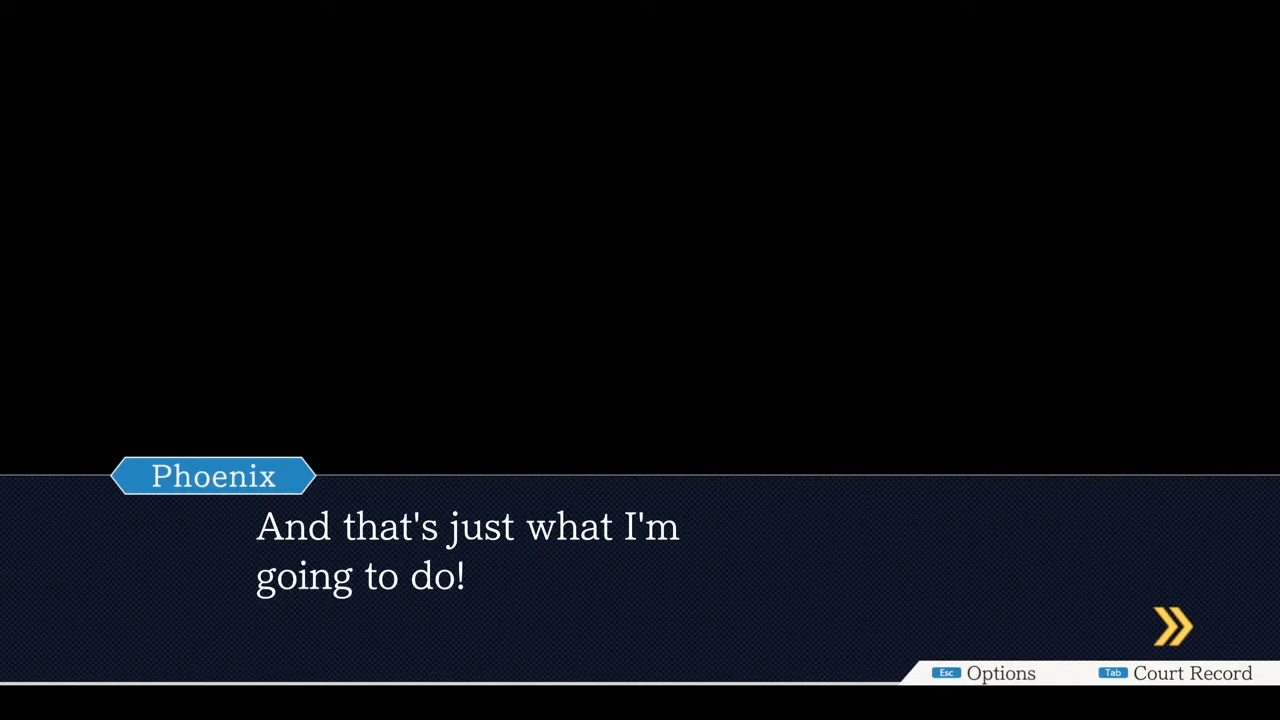 Phoenix
And that's just what I'm
going to do!
Esc Options Tab Court Record